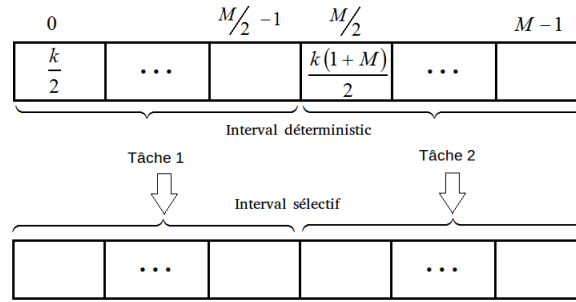 0 M/2 -1 M/2 M-1
k/2 ... k(1+M)/2 ...
Interval déterministic
Tâche 1 Tâche 2
Interval sélectif
... ...